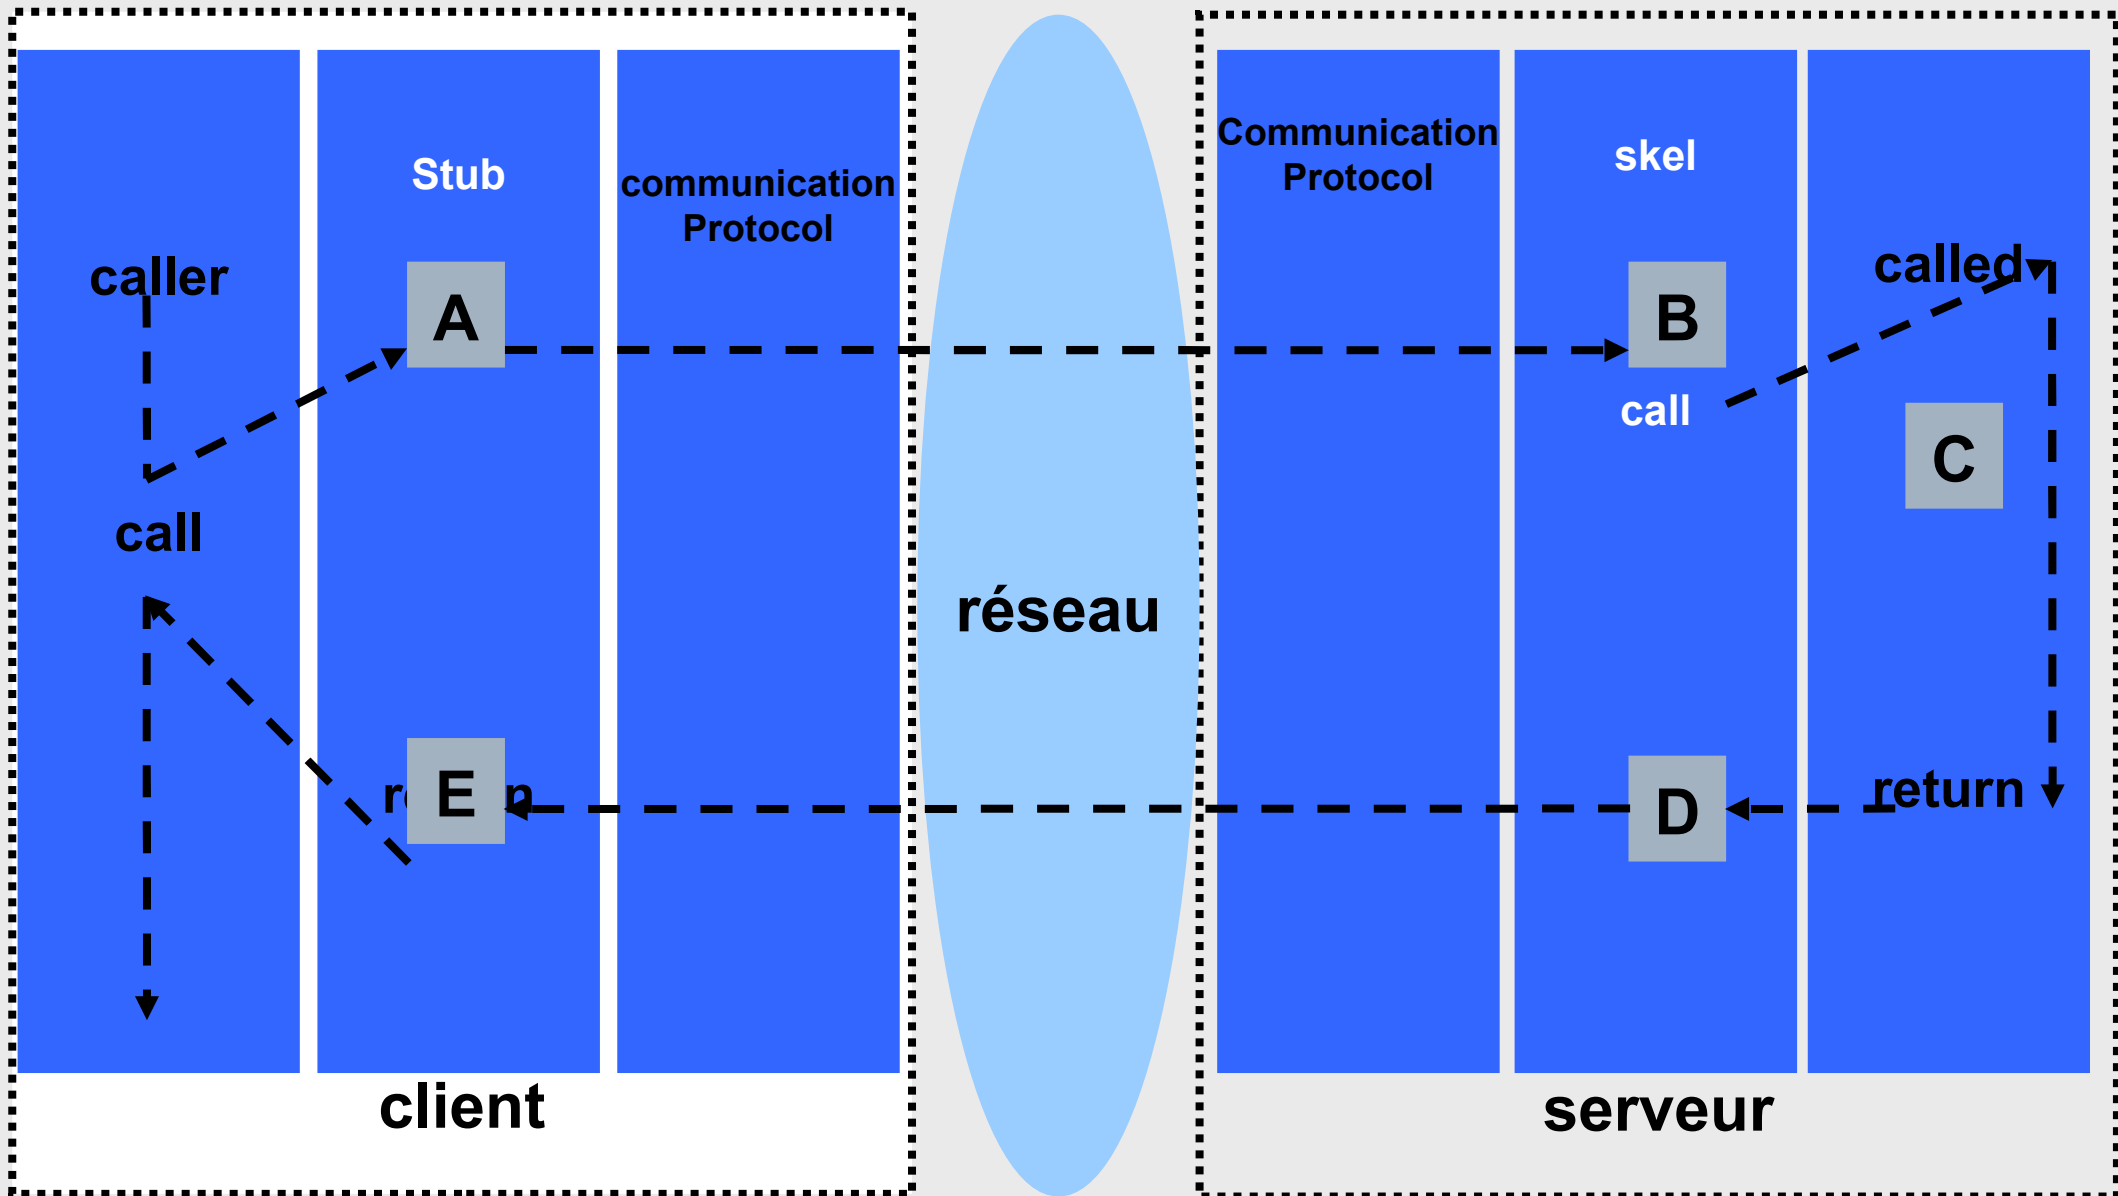 Stub
communication
Protocol
caller
A
call
E
client
réseau
Communication
Protocol
skel
called
B
call
C
return
D
serveur